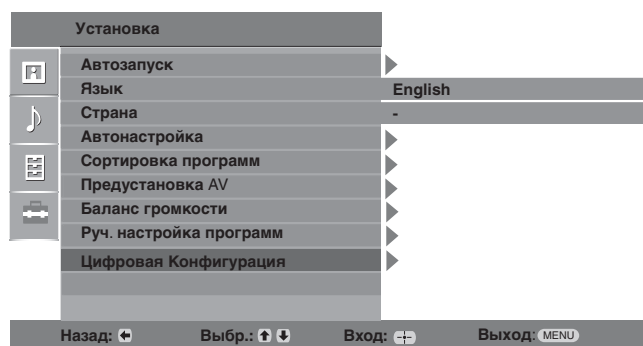 Установка
Автозапуск
Язык English
Страна -
Автонастройка
Сортировка программ
Предустановка AV
Баланс громкости
Руч. настройка программ
Цифровая Конфигурация
Назад: Выбр.: Вход: Выход: MENU